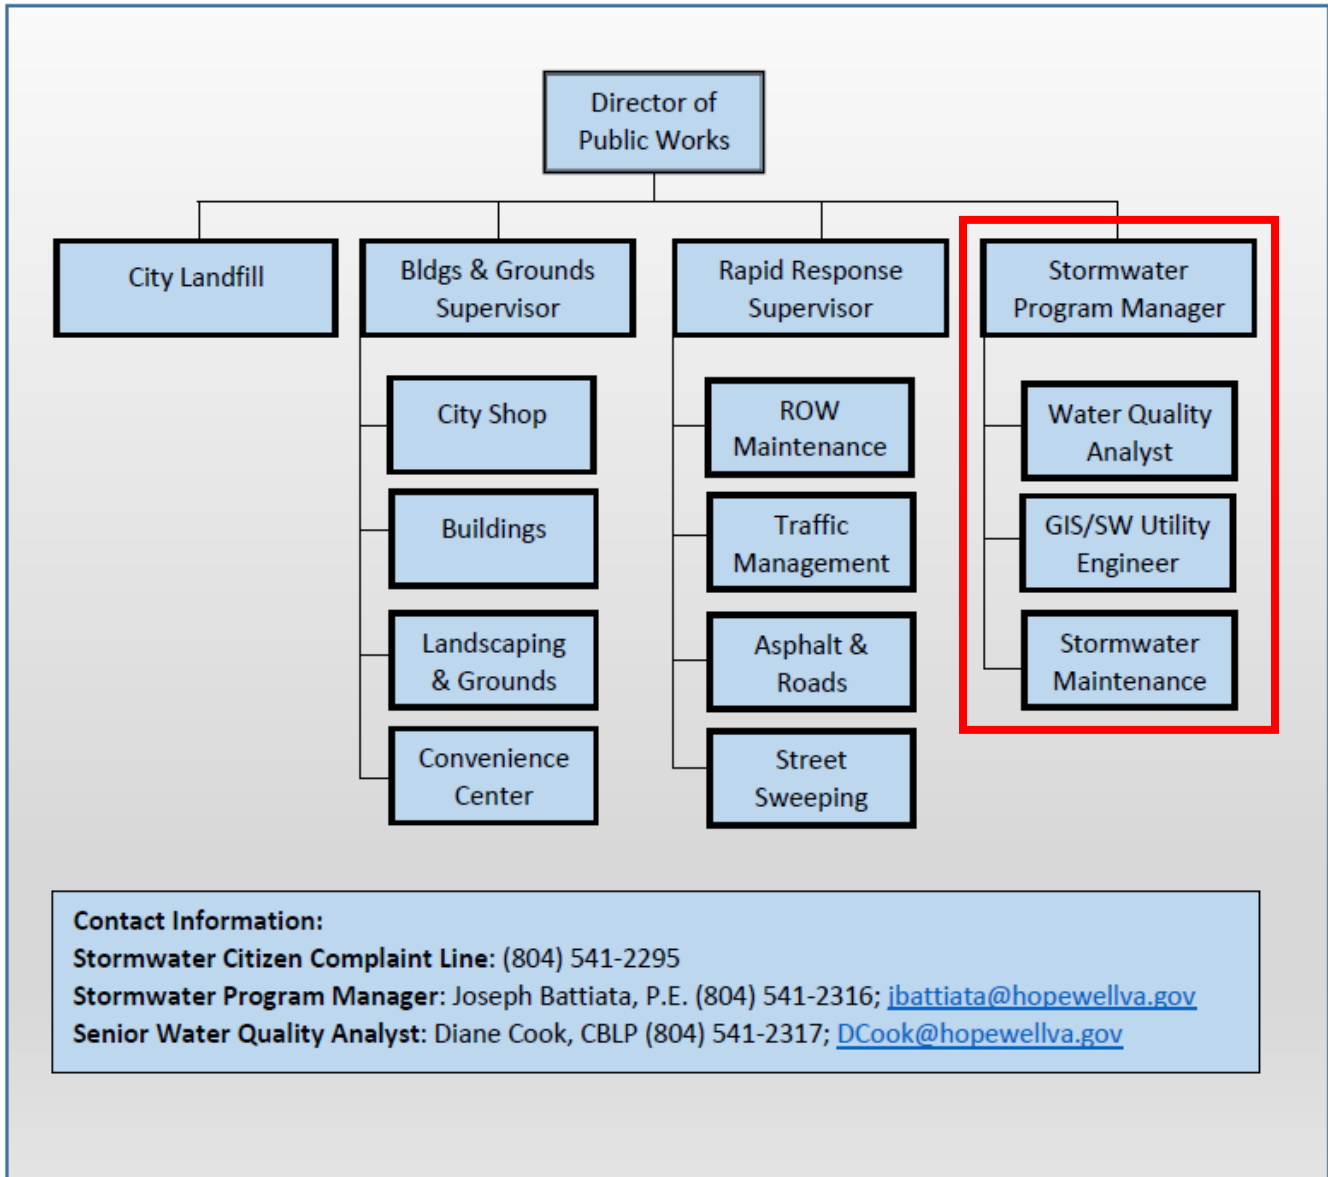 Director of
Public Works
City Landfill
Bldgs & Grounds
Supervisor
Rapid Response
Supervisor
Stormwater
Program Manager
City Shop
Buildings
Landscaping
& Grounds
Convenience
Center
ROW
Maintenance
Traffic
Management
Asphalt &
Roads
Street
Sweeping
Water Quality
Analyst
GIS/SW Utility
Engineer
Stormwater
Maintenance
Contact Information:
Stormwater Citizen Complaint Line: (804) 541-2295
Stormwater Program Manager: Joseph Battiata, P.E. (804) 541-2316; jbattiata@hopewellva.gov
Senior Water Quality Analyst: Diane Cook, CBLP (804) 541-2317; DCook@hopewellva.gov